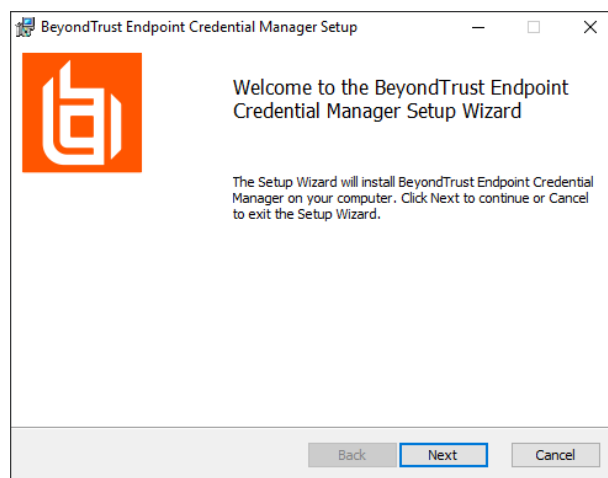 BeyondTrust Endpoint Credential Manager Setup
Welcome to the BeyondTrust Endpoint
Credential Manager Setup Wizard
The Setup Wizard will install BeyondTrust Endpoint Credential
Manager on your computer. Click Next to continue or Cancel
to exit the Setup Wizard.
Back Next Cancel